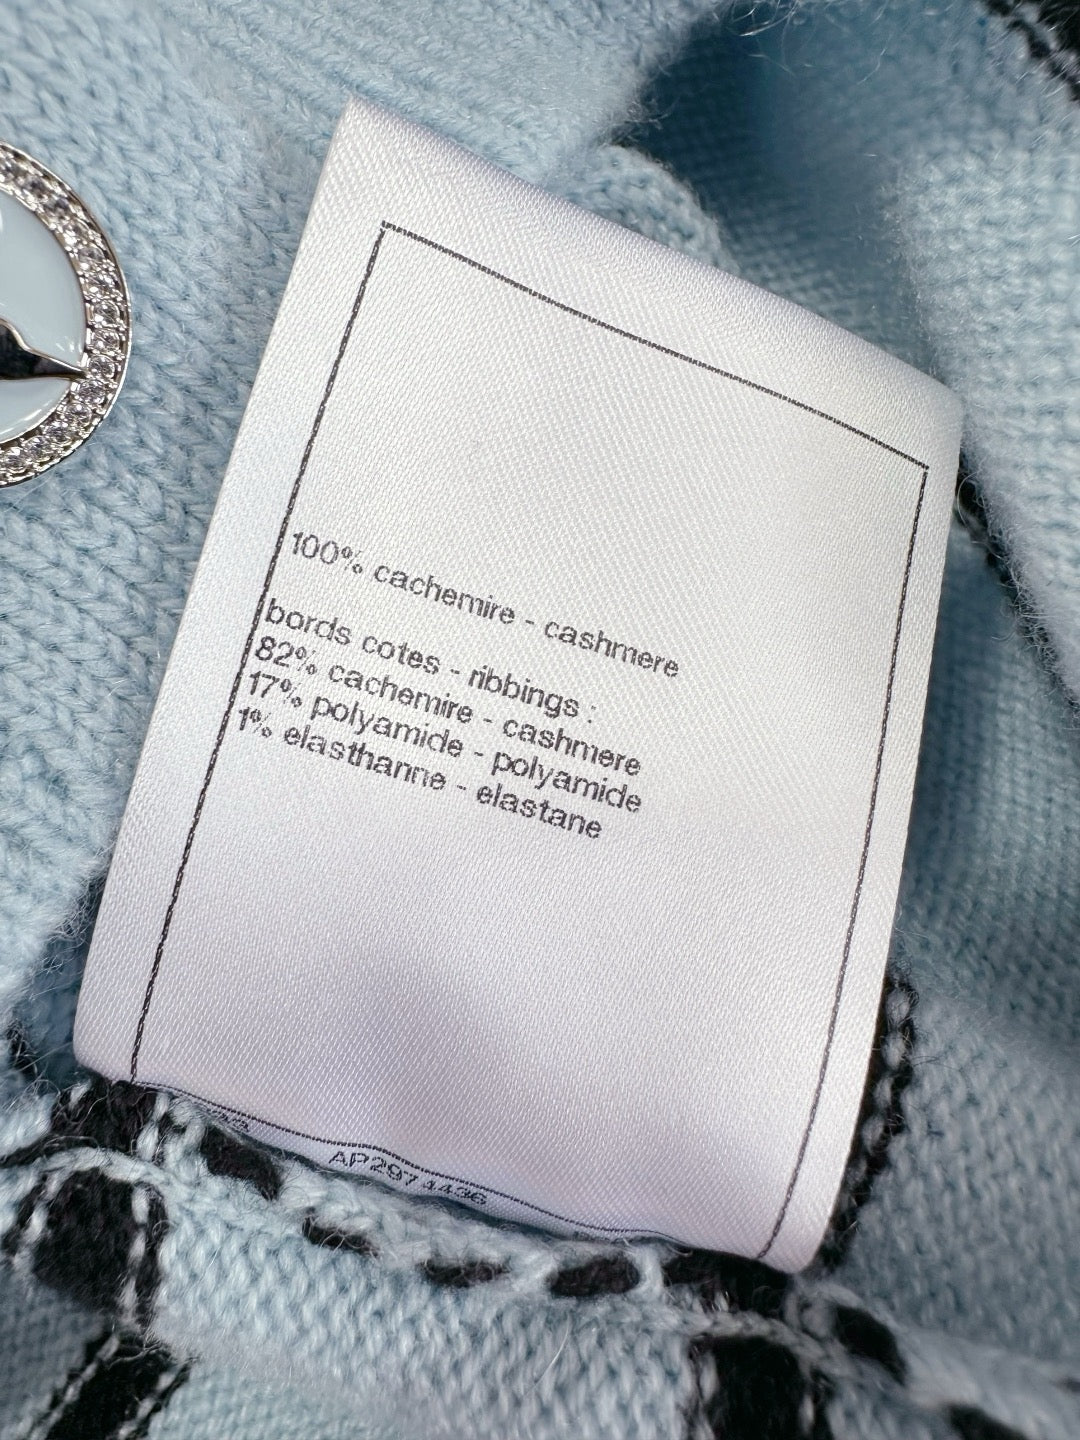 100% cachemire - cashmere
bords cotes - ribbings :
82% cachemire - cashmere
17% polyamide - polyamide
1% elasthanne - elastane
AP2974436